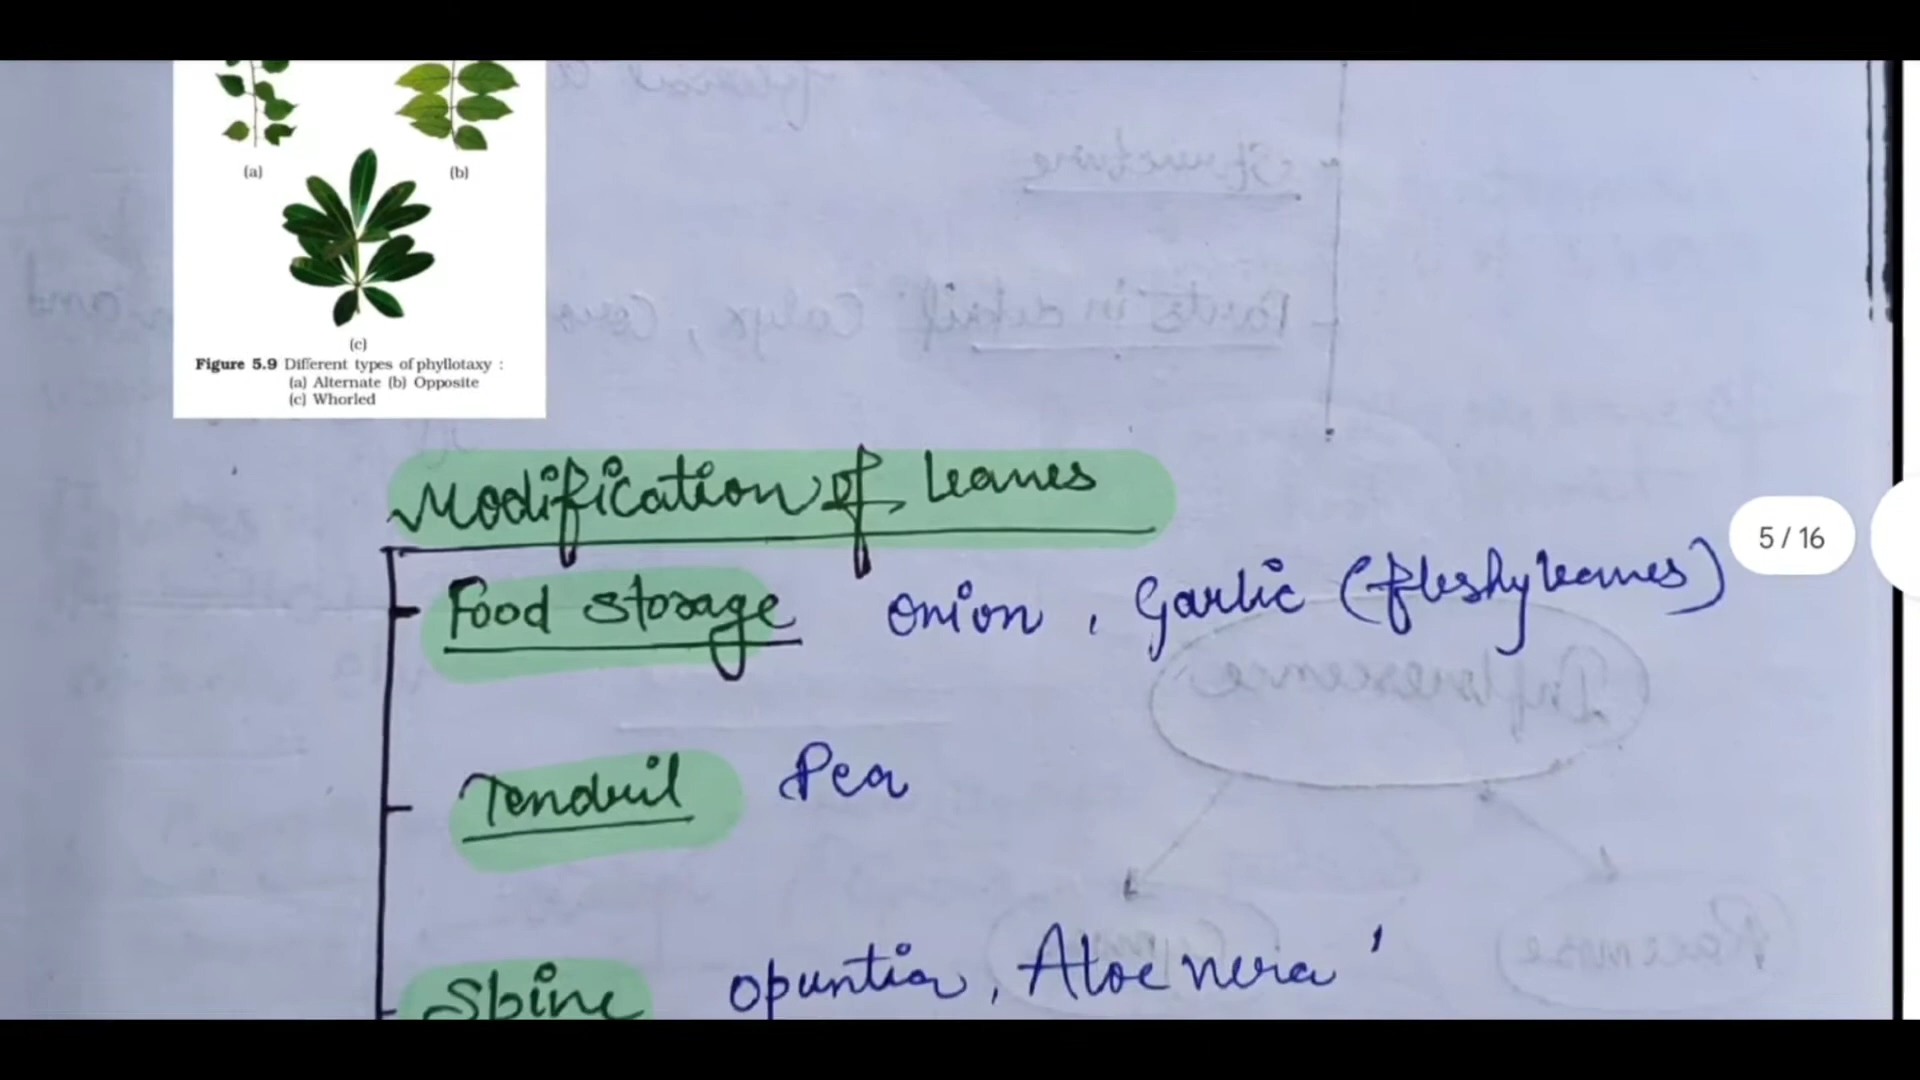 (a) (b)
(c)
Figure 5.9 Different types of phyllotaxy :
(a) Alternate (b) Opposite
(c) Whorled
Modification of leaves
Food storage onion, Garlic (fleshy leaves)
5 / 16
Tendril Pea
Spine opuntia, Aloe vera